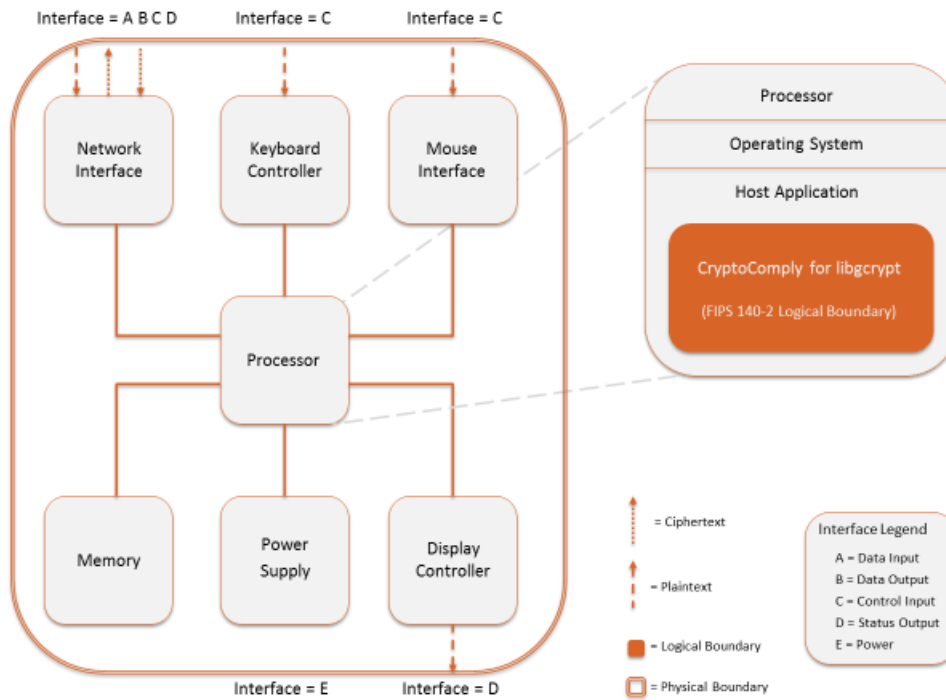 Interface = A B C D
Interface = C
Interface = C
Network
Interface
Keyboard
Controller
Mouse
Interface
Processor
Memory
Power
Supply
Display
Controller
Interface = E
Interface = D
Processor
Operating System
Host Application
CryptoComply for libgcrypt
(FIPS 140-2 Logical Boundary)
= Ciphertext
= Plaintext
= Logical Boundary
= Physical Boundary
Interface Legend
A = Data Input
B = Data Output
C = Control Input
D = Status Output
E = Power